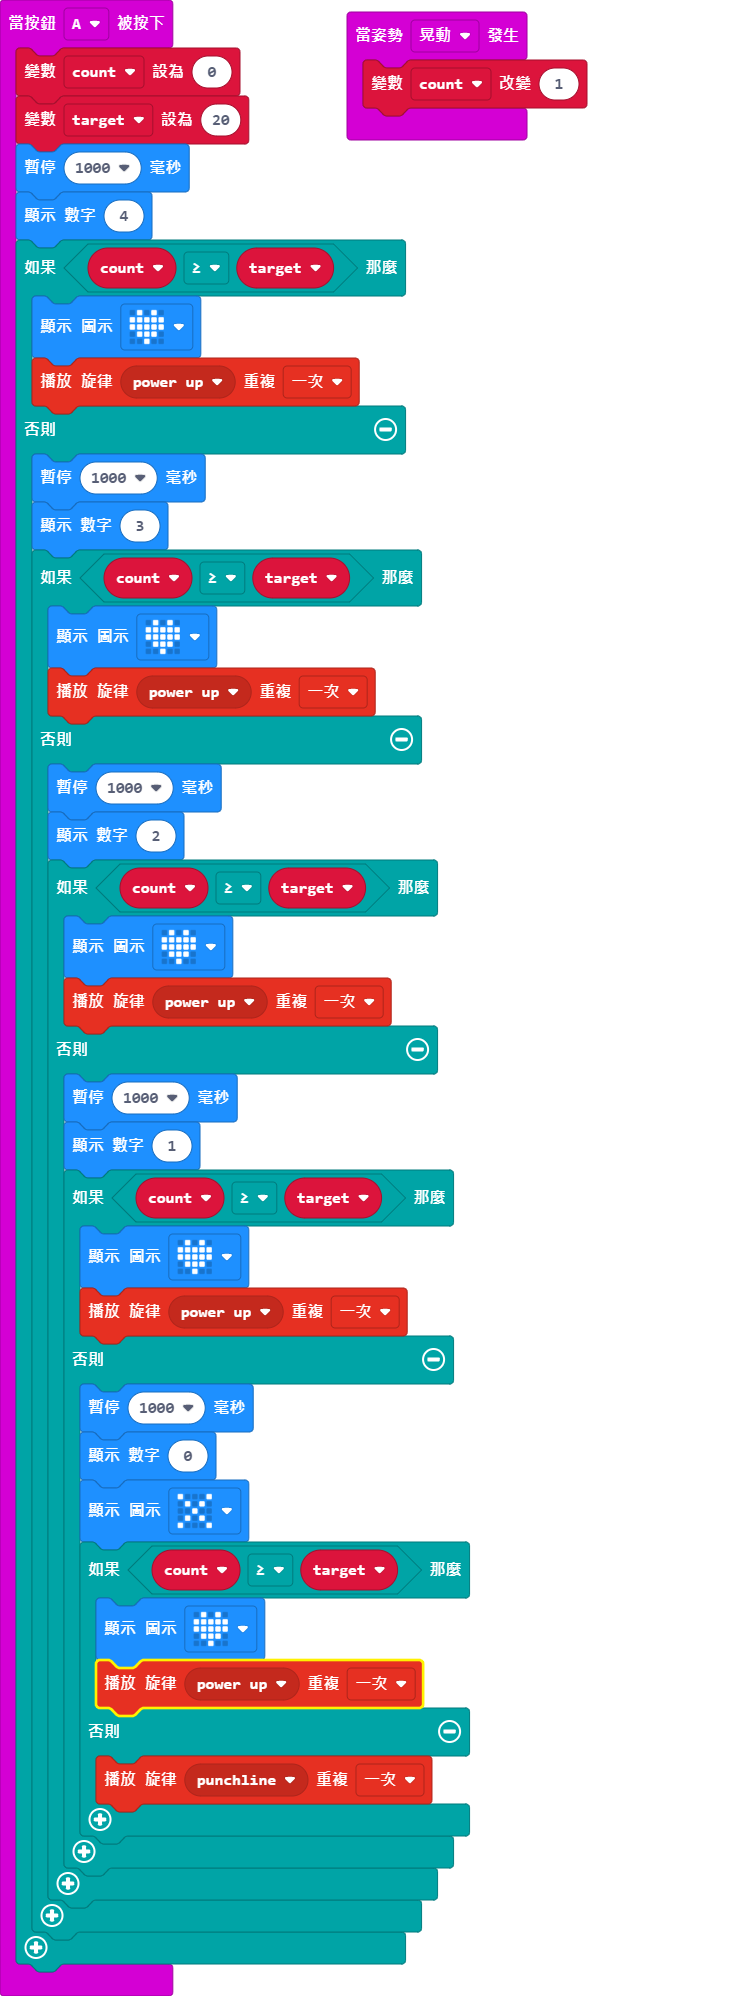 當按鈕 A 被按下
變數 count 設為 0
變數 target 設為 20
暫停 1000 毫秒
顯示 數字 4
如果 count ≥ target 那麼
顯示 圖示
播放 旋律 power up 重複 一次
否則
暫停 1000 毫秒
顯示 數字 3
如果 count ≥ target 那麼
顯示 圖示
播放 旋律 power up 重複 一次
否則
暫停 1000 毫秒
顯示 數字 2
如果 count ≥ target 那麼
顯示 圖示
播放 旋律 power up 重複 一次
否則
暫停 1000 毫秒
顯示 數字 1
如果 count ≥ target 那麼
顯示 圖示
播放 旋律 power up 重複 一次
否則
暫停 1000 毫秒
顯示 數字 0
顯示 圖示
如果 count ≥ target 那麼
顯示 圖示
播放 旋律 power up 重複 一次
否則
播放 旋律 punchline 重複 一次
當姿勢 晃動 發生
變數 count 改變 1